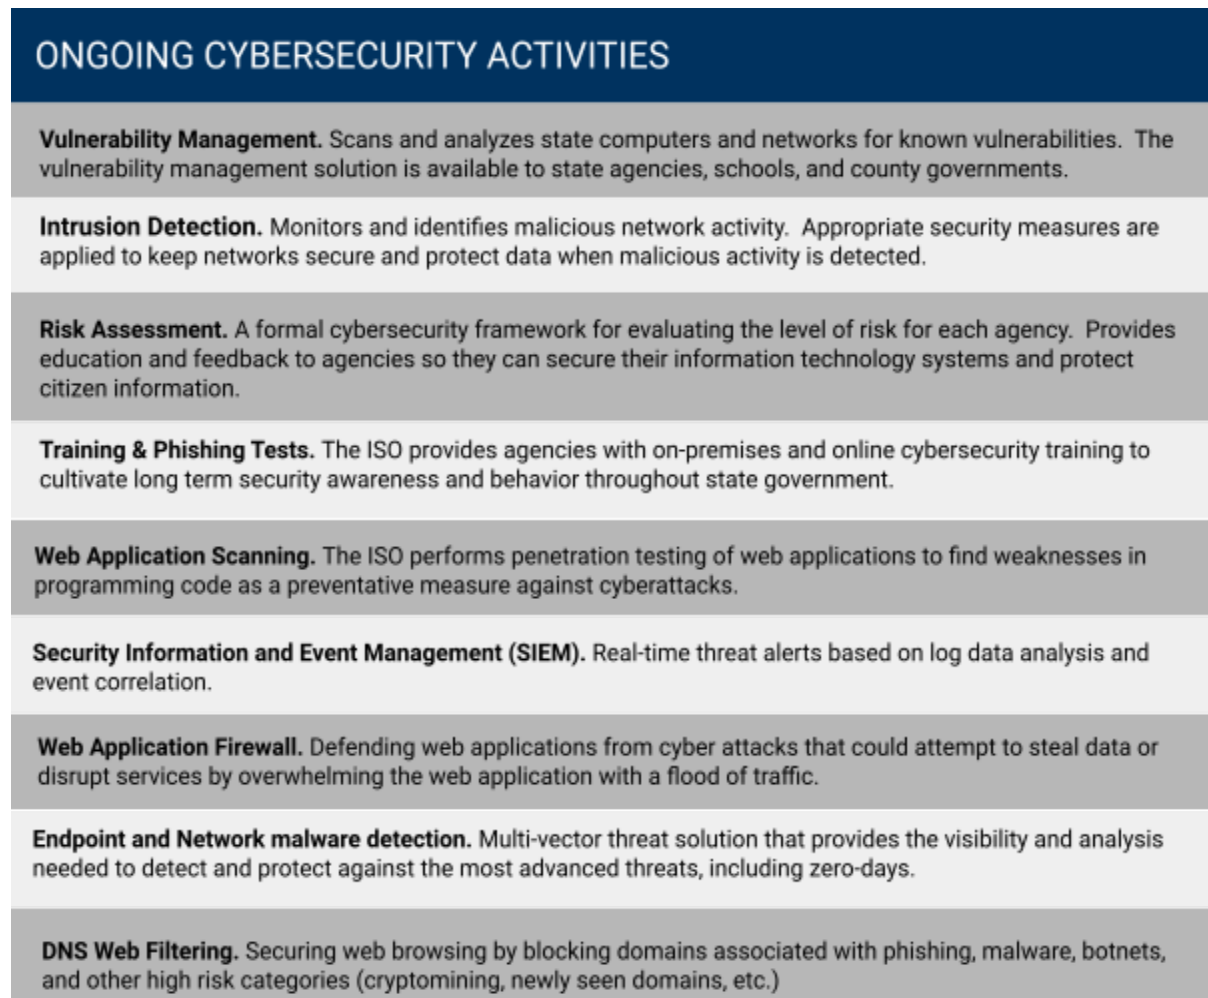 ONGOING CYBERSECURITY ACTIVITIES
Vulnerability Management. Scans and analyzes state computers and networks for known vulnerabilities.  The
vulnerability management solution is available to state agencies, schools, and county governments.
Intrusion Detection. Monitors and identifies malicious network activity.  Appropriate security measures are
applied to keep networks secure and protect data when malicious activity is detected.
Risk Assessment. A formal cybersecurity framework for evaluating the level of risk for each agency.  Provides
education and feedback to agencies so they can secure their information technology systems and protect
citizen information.
Training & Phishing Tests. The ISO provides agencies with on-premises and online cybersecurity training to
cultivate long term security awareness and behavior throughout state government.
Web Application Scanning. The ISO performs penetration testing of web applications to find weaknesses in
programming code as a preventative measure against cyberattacks.
Security Information and Event Management (SIEM). Real-time threat alerts based on log data analysis and
event correlation.
Web Application Firewall. Defending web applications from cyber attacks that could attempt to steal data or
disrupt services by overwhelming the web application with a flood of traffic.
Endpoint and Network malware detection. Multi-vector threat solution that provides the visibility and analysis
needed to detect and protect against the most advanced threats, including zero-days.
DNS Web Filtering. Securing web browsing by blocking domains associated with phishing, malware, botnets,
and other high risk categories (cryptomining, newly seen domains, etc.)